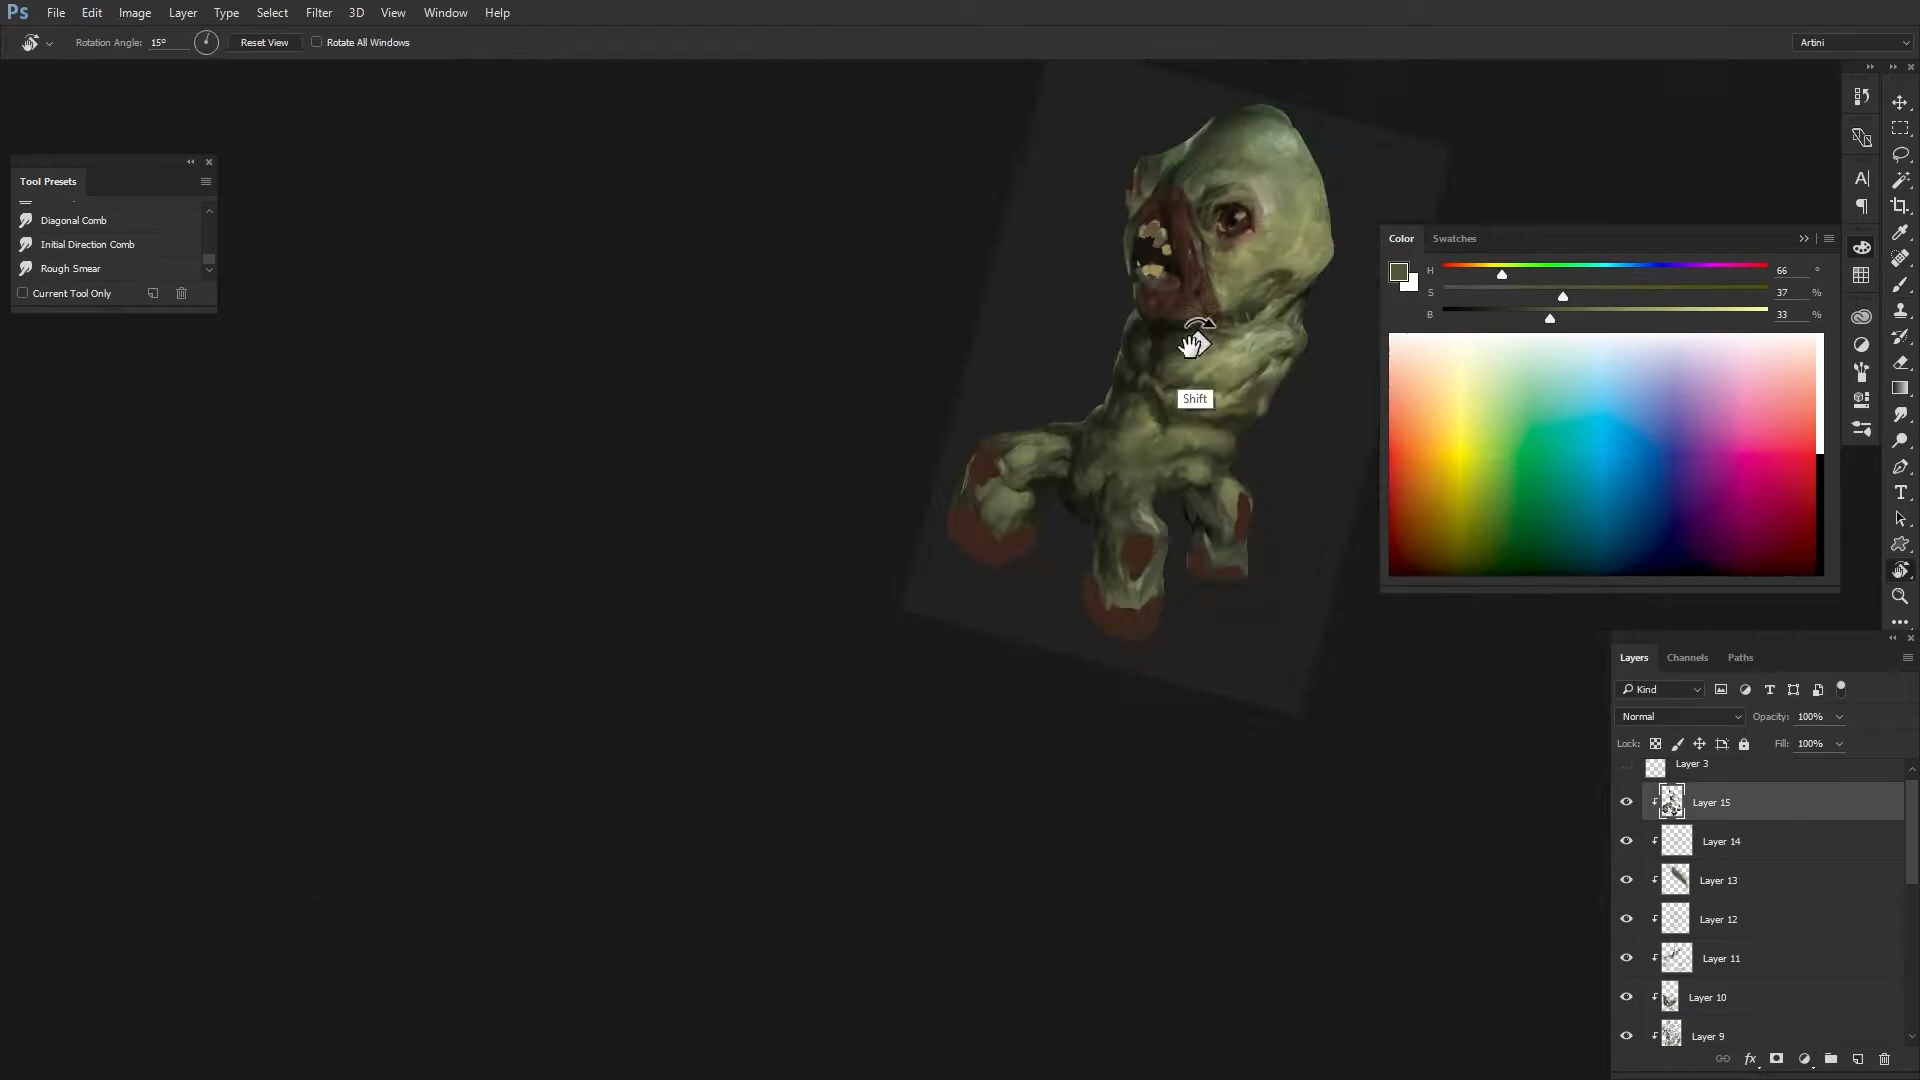 Ps File Edit Image Layer Type Select Filter 3D View Window Help
Rotation Angle: 15° Reset View Rotate All Windows Artini
Tool Presets
Diagonal Comb
Initial Direction Comb
Rough Smear
Current Tool Only
Color Swatches
H 66 °
S 37 %
B 33 %
Shift
Layers Channels Paths
Kind
Normal Opacity: 100%
Lock: Fill: 100%
Layer 3
Layer 15
Layer 14
Layer 13
Layer 12
Layer 11
Layer 10
Layer 9
fx